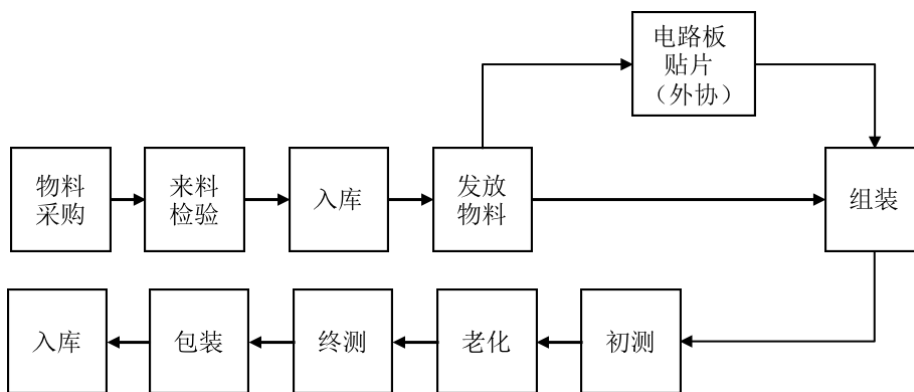 电路板
贴片
（外协）
物料
采购
来料
检验
入库
发放
物料
组装
入库
包装
终测
老化
初测